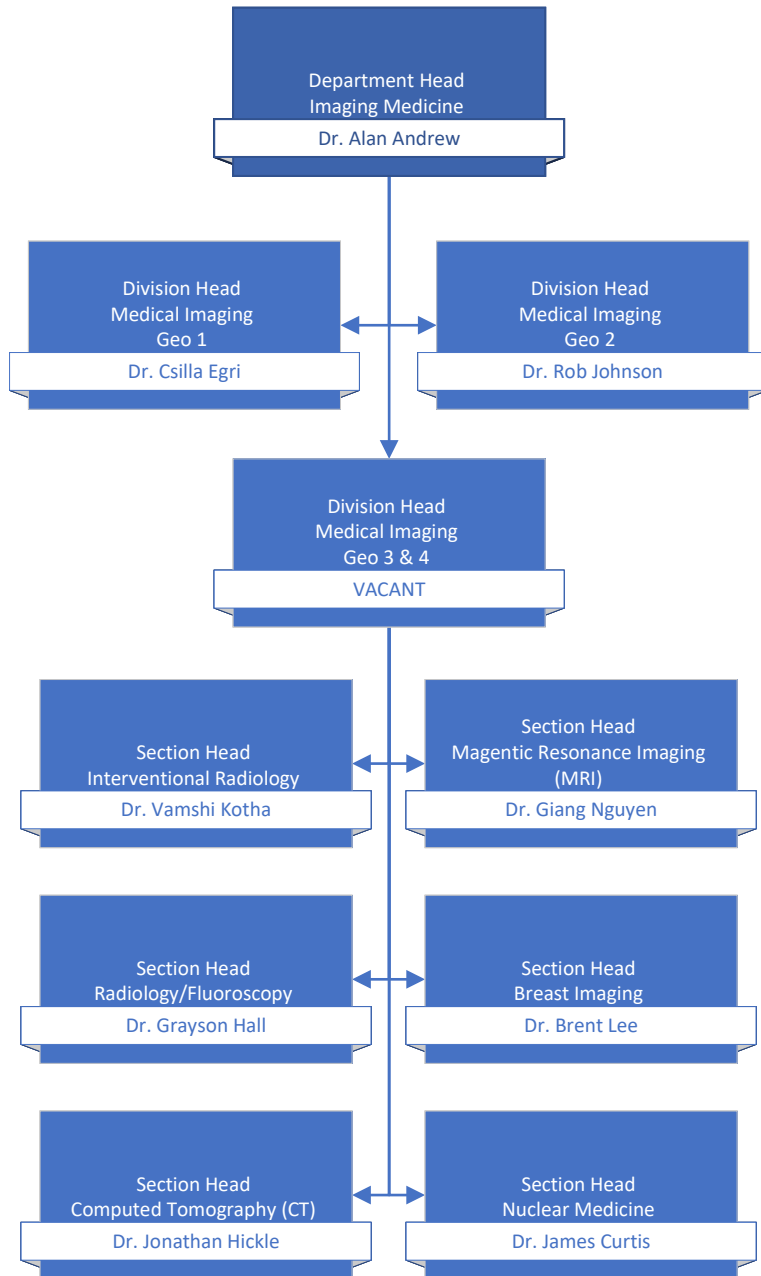 Department Head
Imaging Medicine
Dr. Alan Andrew
Division Head
Medical Imaging
Geo 1
Dr. Csilla Egri
Division Head
Medical Imaging
Geo 2
Dr. Rob Johnson
Division Head
Medical Imaging
Geo 3 & 4
VACANT
Section Head
Interventional Radiology
Dr. Vamshi Kotha
Section Head
Magentic Resonance Imaging
(MRI)
Dr. Giang Nguyen
Section Head
Radiology/Fluoroscopy
Dr. Grayson Hall
Section Head
Breast Imaging
Dr. Brent Lee
Section Head
Computed Tomography (CT)
Dr. Jonathan Hickle
Section Head
Nuclear Medicine
Dr. James Curtis